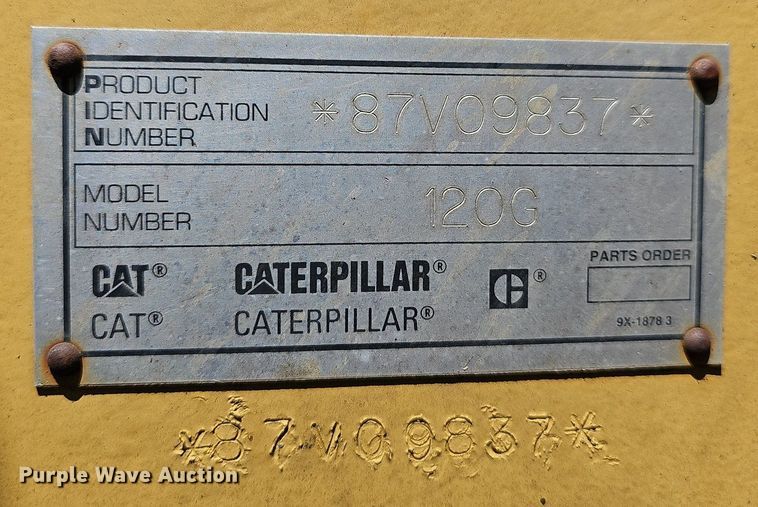 PRODUCT
IDENTIFICATION
NUMBER
*87V09837*
MODEL
NUMBER
120G
PARTS ORDER
CAT® CATERPILLAR® C®
CAT® CATERPILLAR®
9X-1878 3
*87V09837*
Purple Wave Auction